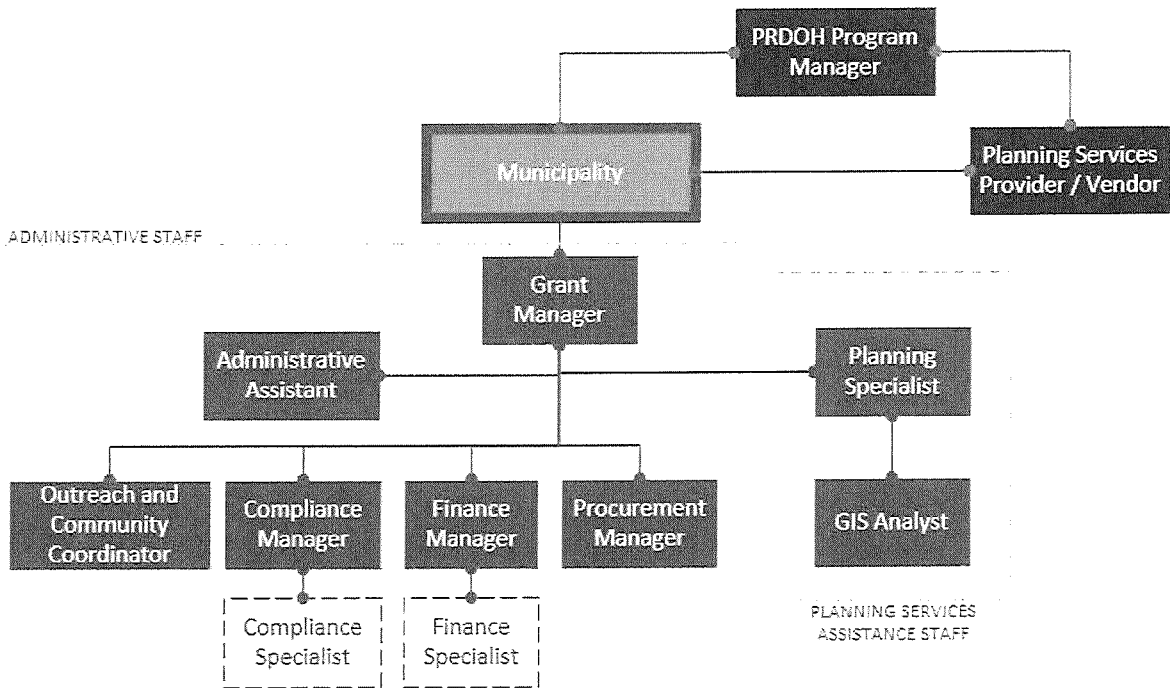 PRDOH Program
Manager
Municipality
Planning Services
Provider / Vendor
ADMINISTRATIVE STAFF
Grant
Manager
Administrative
Assistant
Planning
Specialist
Outreach and
Community
Coordinator
Compliance
Manager
Finance
Manager
Procurement
Manager
GIS Analyst
Compliance
Specialist
Finance
Specialist
PLANNING SERVICES
ASSISTANCE STAFF